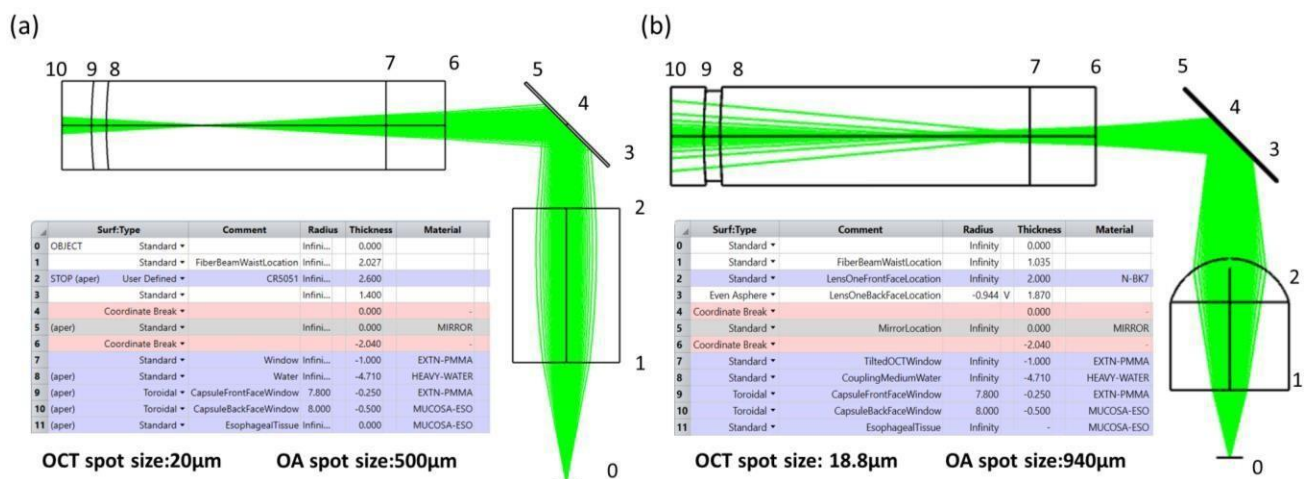 (a)
10 9 8 7 6 5 4 3 2 1 0
Surf:Type Comment Radius Thickness Material
0 OBJECT Standard Infini... 0.000
1 Standard FiberBeamWaistLocation Infini... 2.027
2 STOP (aper) User Defined CR5051 Infini... 2.600
3 Standard Infini... 1.400
4 Coordinate Break 0.000 -
5 (aper) Standard Infini... 0.000 MIRROR
6 Coordinate Break -2.040 -
7 Standard Window Infini... -1.000 EXTN-PMMA
8 (aper) Standard Water Infini... -4.710 HEAVY-WATER
9 (aper) Toroidal CapsuleFrontFaceWindow 7.800 -0.250 EXTN-PMMA
10 (aper) Toroidal CapsuleBackFaceWindow 8.000 -0.500 MUCOSA-ESO
11 (aper) Standard EsophagealTissue Infini... 0.000 MUCOSA-ESO
OCT spot size:20μm OA spot size:500μm
(b)
10 9 8 7 6 5 4 3 2 1 0
Surf:Type Comment Radius Thickness Material
0 Standard Infinity 0.000
1 Standard FiberBeamWaistLocation Infinity 1.035
2 Standard LensOneFrontFaceLocation Infinity 2.000 N-BK7
3 Even Asphere LensOneBackFaceLocation -0.944 V 1.870
4 Coordinate Break 0.000 -
5 Standard MirrorLocation Infinity 0.000 MIRROR
6 Coordinate Break -2.040 -
7 Standard TiltedOCTWindow Infinity -1.000 EXTN-PMMA
8 Standard CouplingMediumWater Infinity -4.710 HEAVY-WATER
9 Toroidal CapsuleFrontFaceWindow 7.800 -0.250 EXTN-PMMA
10 Toroidal CapsuleBackFaceWindow 8.000 -0.500 MUCOSA-ESO
11 Standard EsophagealTissue Infinity - MUCOSA-ESO
OCT spot size: 18.8μm OA spot size:940μm